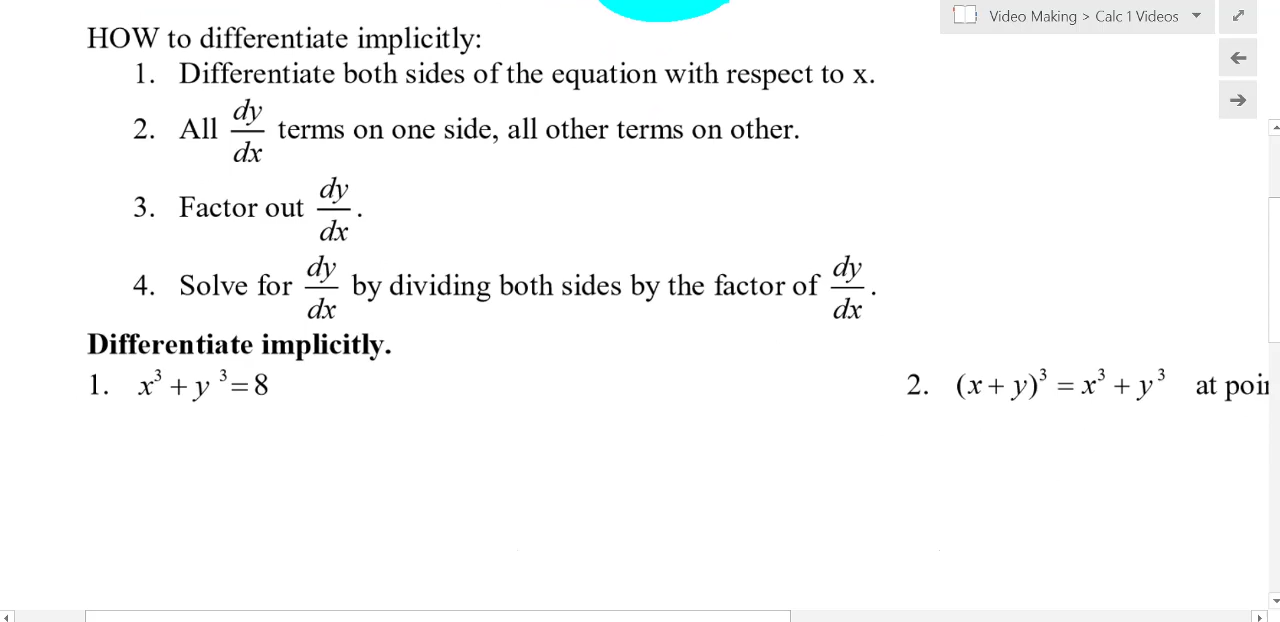 Video Making > Calc 1 Videos
HOW to differentiate implicitly:
1. Differentiate both sides of the equation with respect to x.
2. All dy/dx terms on one side, all other terms on other.
3. Factor out dy/dx.
4. Solve for dy/dx by dividing both sides by the factor of dy/dx.
Differentiate implicitly.
1. x³ + y³ = 8
2. (x + y)³ = x³ + y³ at